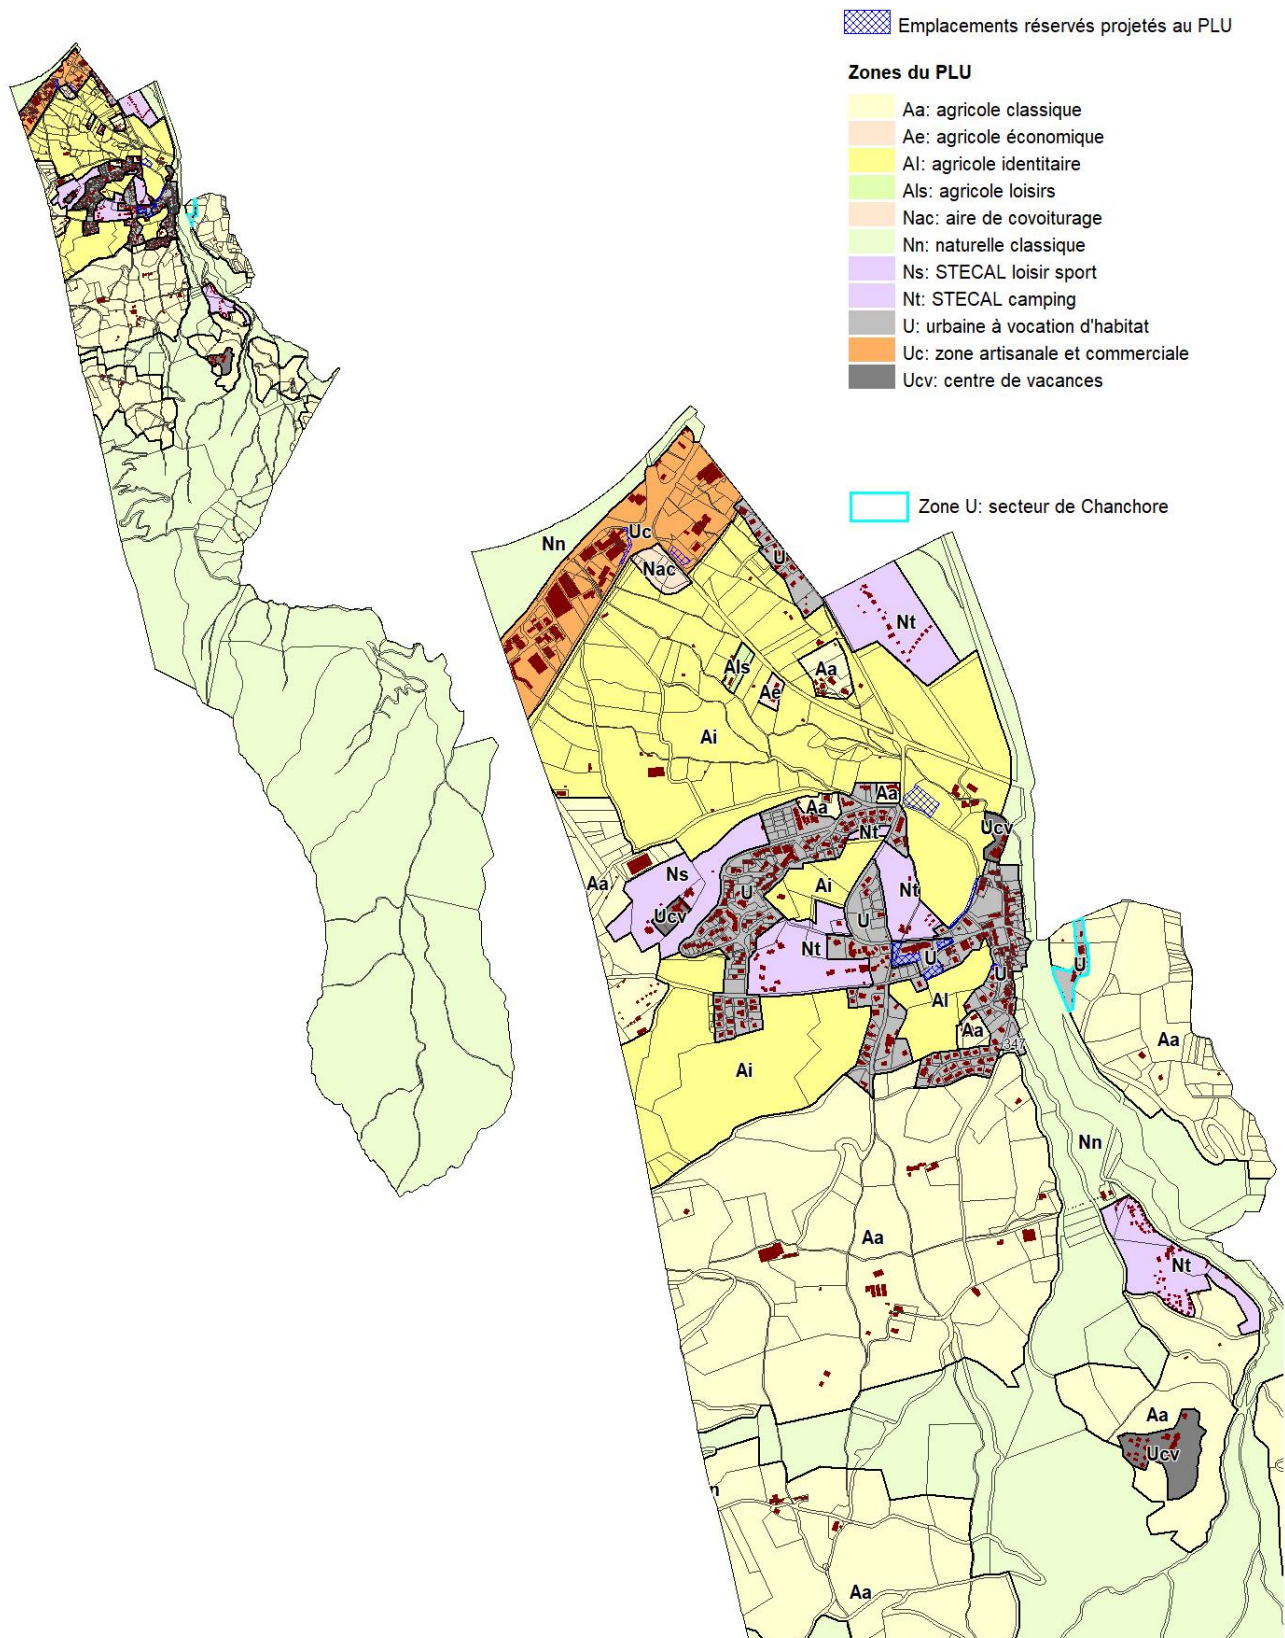 Emplacements réservés projetés au PLU
Zones du PLU
Aa: agricole classique
Ae: agricole économique
AI: agricole identitaire
Als: agricole loisirs
Nac: aire de covoiturage
Nn: naturelle classique
Ns: STECAL loisir sport
Nt: STECAL camping
U: urbaine à vocation d'habitat
Uc: zone artisanale et commerciale
Ucv: centre de vacances
Zone U: secteur de Chanchore
Nn
Uc
U
Nac
Nt
Als
Ae
Aa
Ai
Aa
Aa
Nt
Ucv
Ns
Aa
Ucv
U
Ai
U
Nt
Nt
U
U
U
AI
Aa
347
Aa
Ai
Nn
Aa
Nt
Aa
Ucv
n
Aa